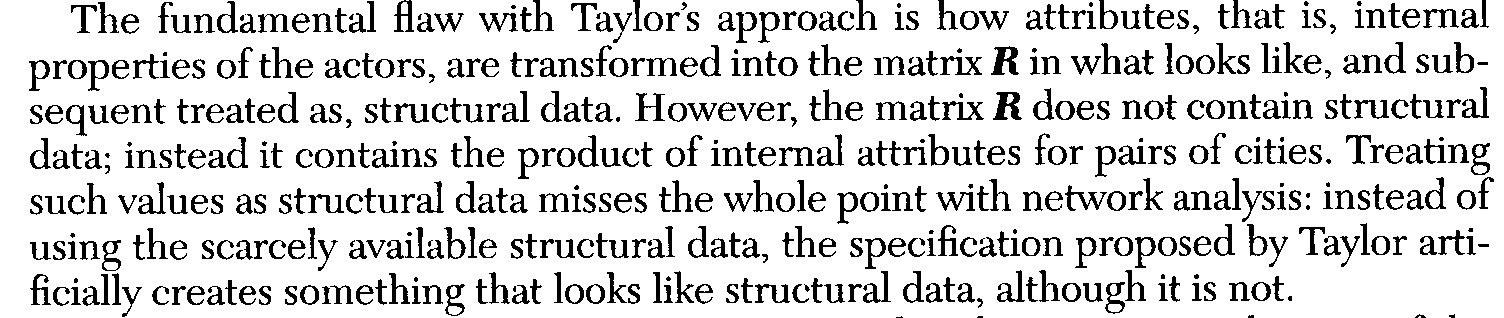 The fundamental flaw with Taylor's approach is how attributes, that is, internal
properties of the actors, are transformed into the matrix R in what looks like, and sub-
sequent treated as, structural data. However, the matrix R does not contain structural
data; instead it contains the product of internal attributes for pairs of cities. Treating
such values as structural data misses the whole point with network analysis: instead of
using the scarcely available structural data, the specification proposed by Taylor arti-
ficially creates something that looks like structural data, although it is not.